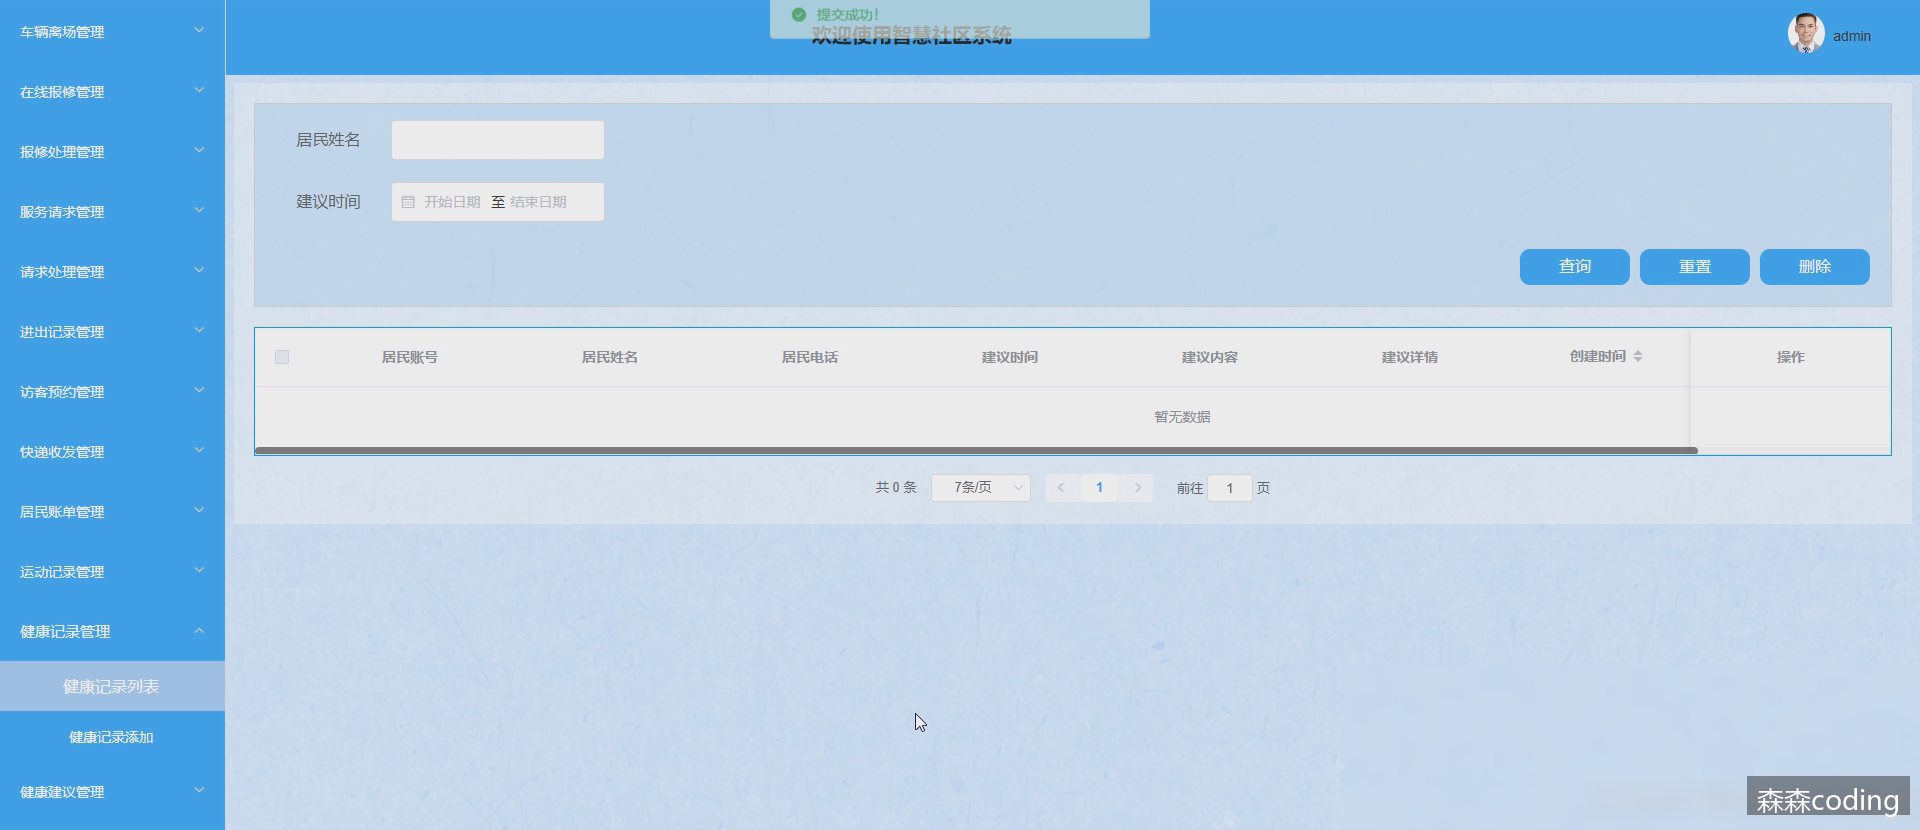 提交成功!
欢迎使用智慧社区系统
admin
车辆离场管理
在线报修管理
报修处理管理
服务请求管理
请求处理管理
进出记录管理
访客预约管理
快递收发管理
居民账单管理
运动记录管理
健康记录管理
健康记录列表
健康记录添加
健康建议管理
居民姓名
建议时间 开始日期 至 结束日期
查询 重置 删除
居民账号 居民姓名 居民电话 建议时间 建议内容 建议详情 创建时间 操作
暂无数据
共 0 条 7条/页 1 前往 1 页
森森coding